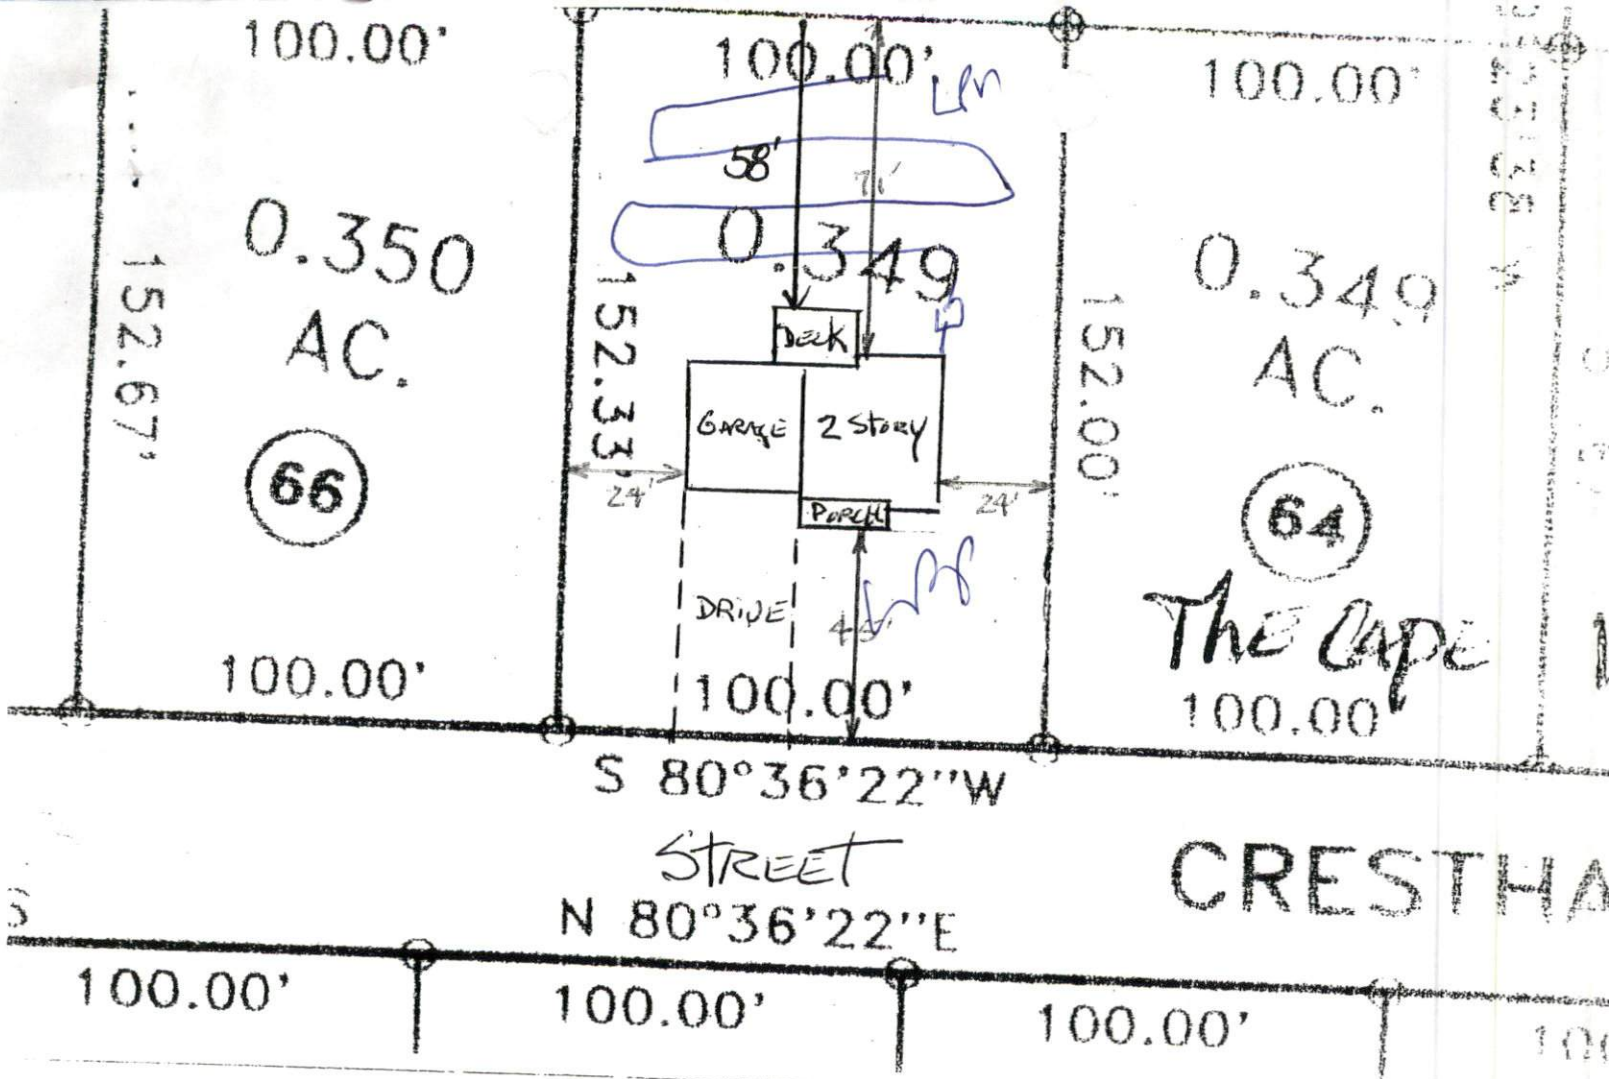 100.00' 100.00' 100.00'
58' 71'
0.350 0.349 0.349
AC. AC.
152.67' 152.33' 152.00'
DECK
GARAGE 2 STORY
66 24' 24' 64
PORCH
DRIVE
The Cape
100.00' 100.00' 100.00'
S 80°36'22"W
STREET
CRESTHA
N 80°36'22"E
100.00' 100.00' 100.00'